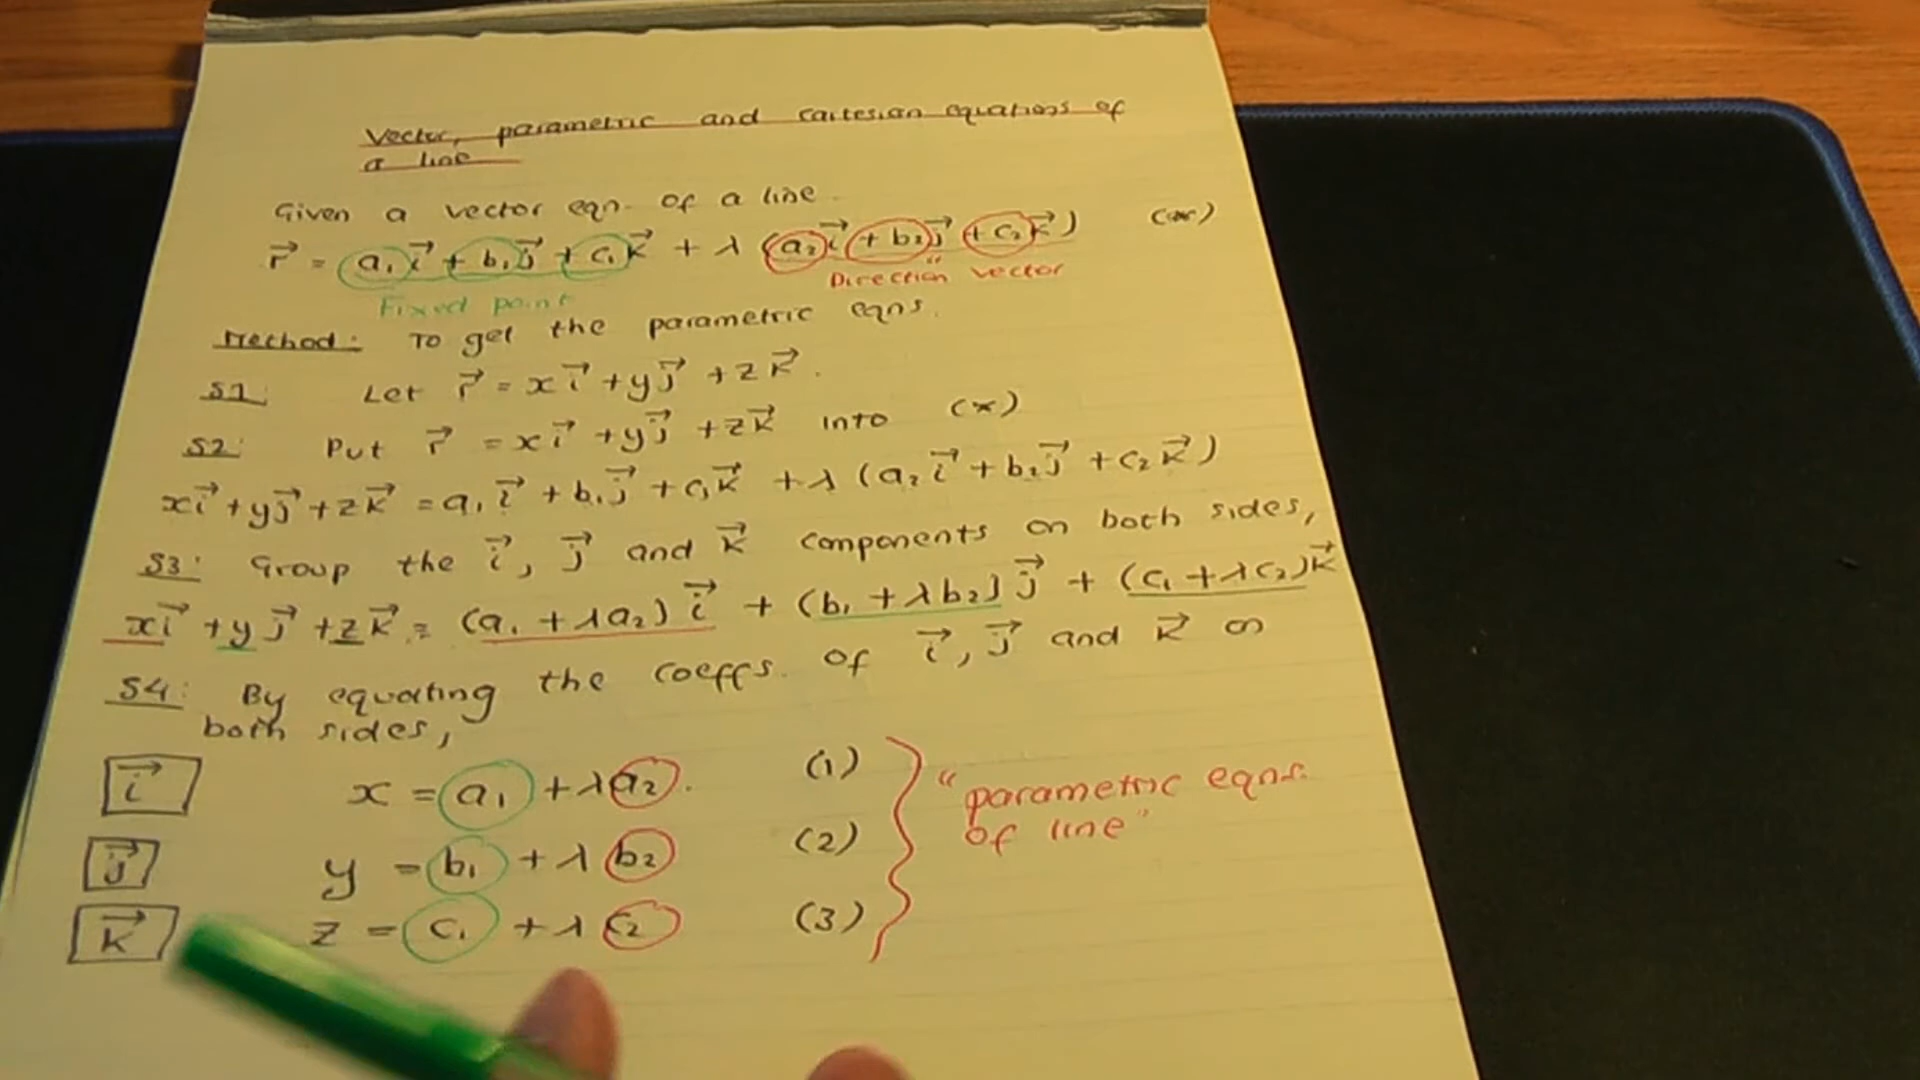 Vector, parametric and cartesian equations of
a line
Given a vector eqn. of a line.
r⃗ = a₁i⃗ + b₁j⃗ + c₁k⃗ + λ (a₂i⃗ + b₂j⃗ + c₂k⃗) (*)
Fixed point "Direction vector
Method: To get the parametric eqns.
S1: Let r⃗ = xi⃗ + yj⃗ + zk⃗.
S2: Put r⃗ = xi⃗ + yj⃗ + zk⃗ into (*)
xi⃗ + yj⃗ + zk⃗ = a₁i⃗ + b₁j⃗ + c₁k⃗ + λ (a₂i⃗ + b₂j⃗ + c₂k⃗)
S3: Group the i⃗, j⃗ and k⃗ components on both sides,
xi⃗ + yj⃗ + zk⃗ = (a₁ + λa₂) i⃗ + (b₁ + λb₂) j⃗ + (c₁ + λc₂)k⃗
S4: By equating the coeffs. of i⃗, j⃗ and k⃗ on
both sides,
i⃗ x = a₁ + λa₂. (1)
"parametric eqns.
of line"
j⃗ y = b₁ + λb₂ (2)
k⃗ z = c₁ + λc₂ (3)